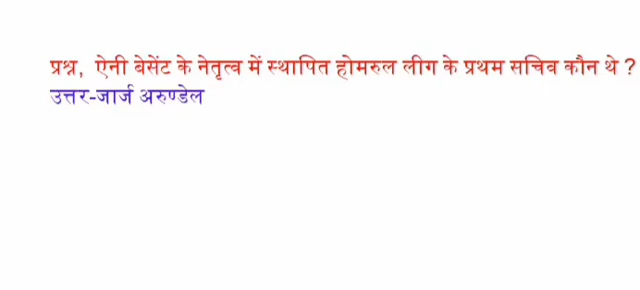 प्रश्न, ऐनी बेसेंट के नेतृत्व में स्थापित होमरुल लीग के प्रथम सचिव कौन थे ?
उत्तर-जार्ज अरुण्डेल